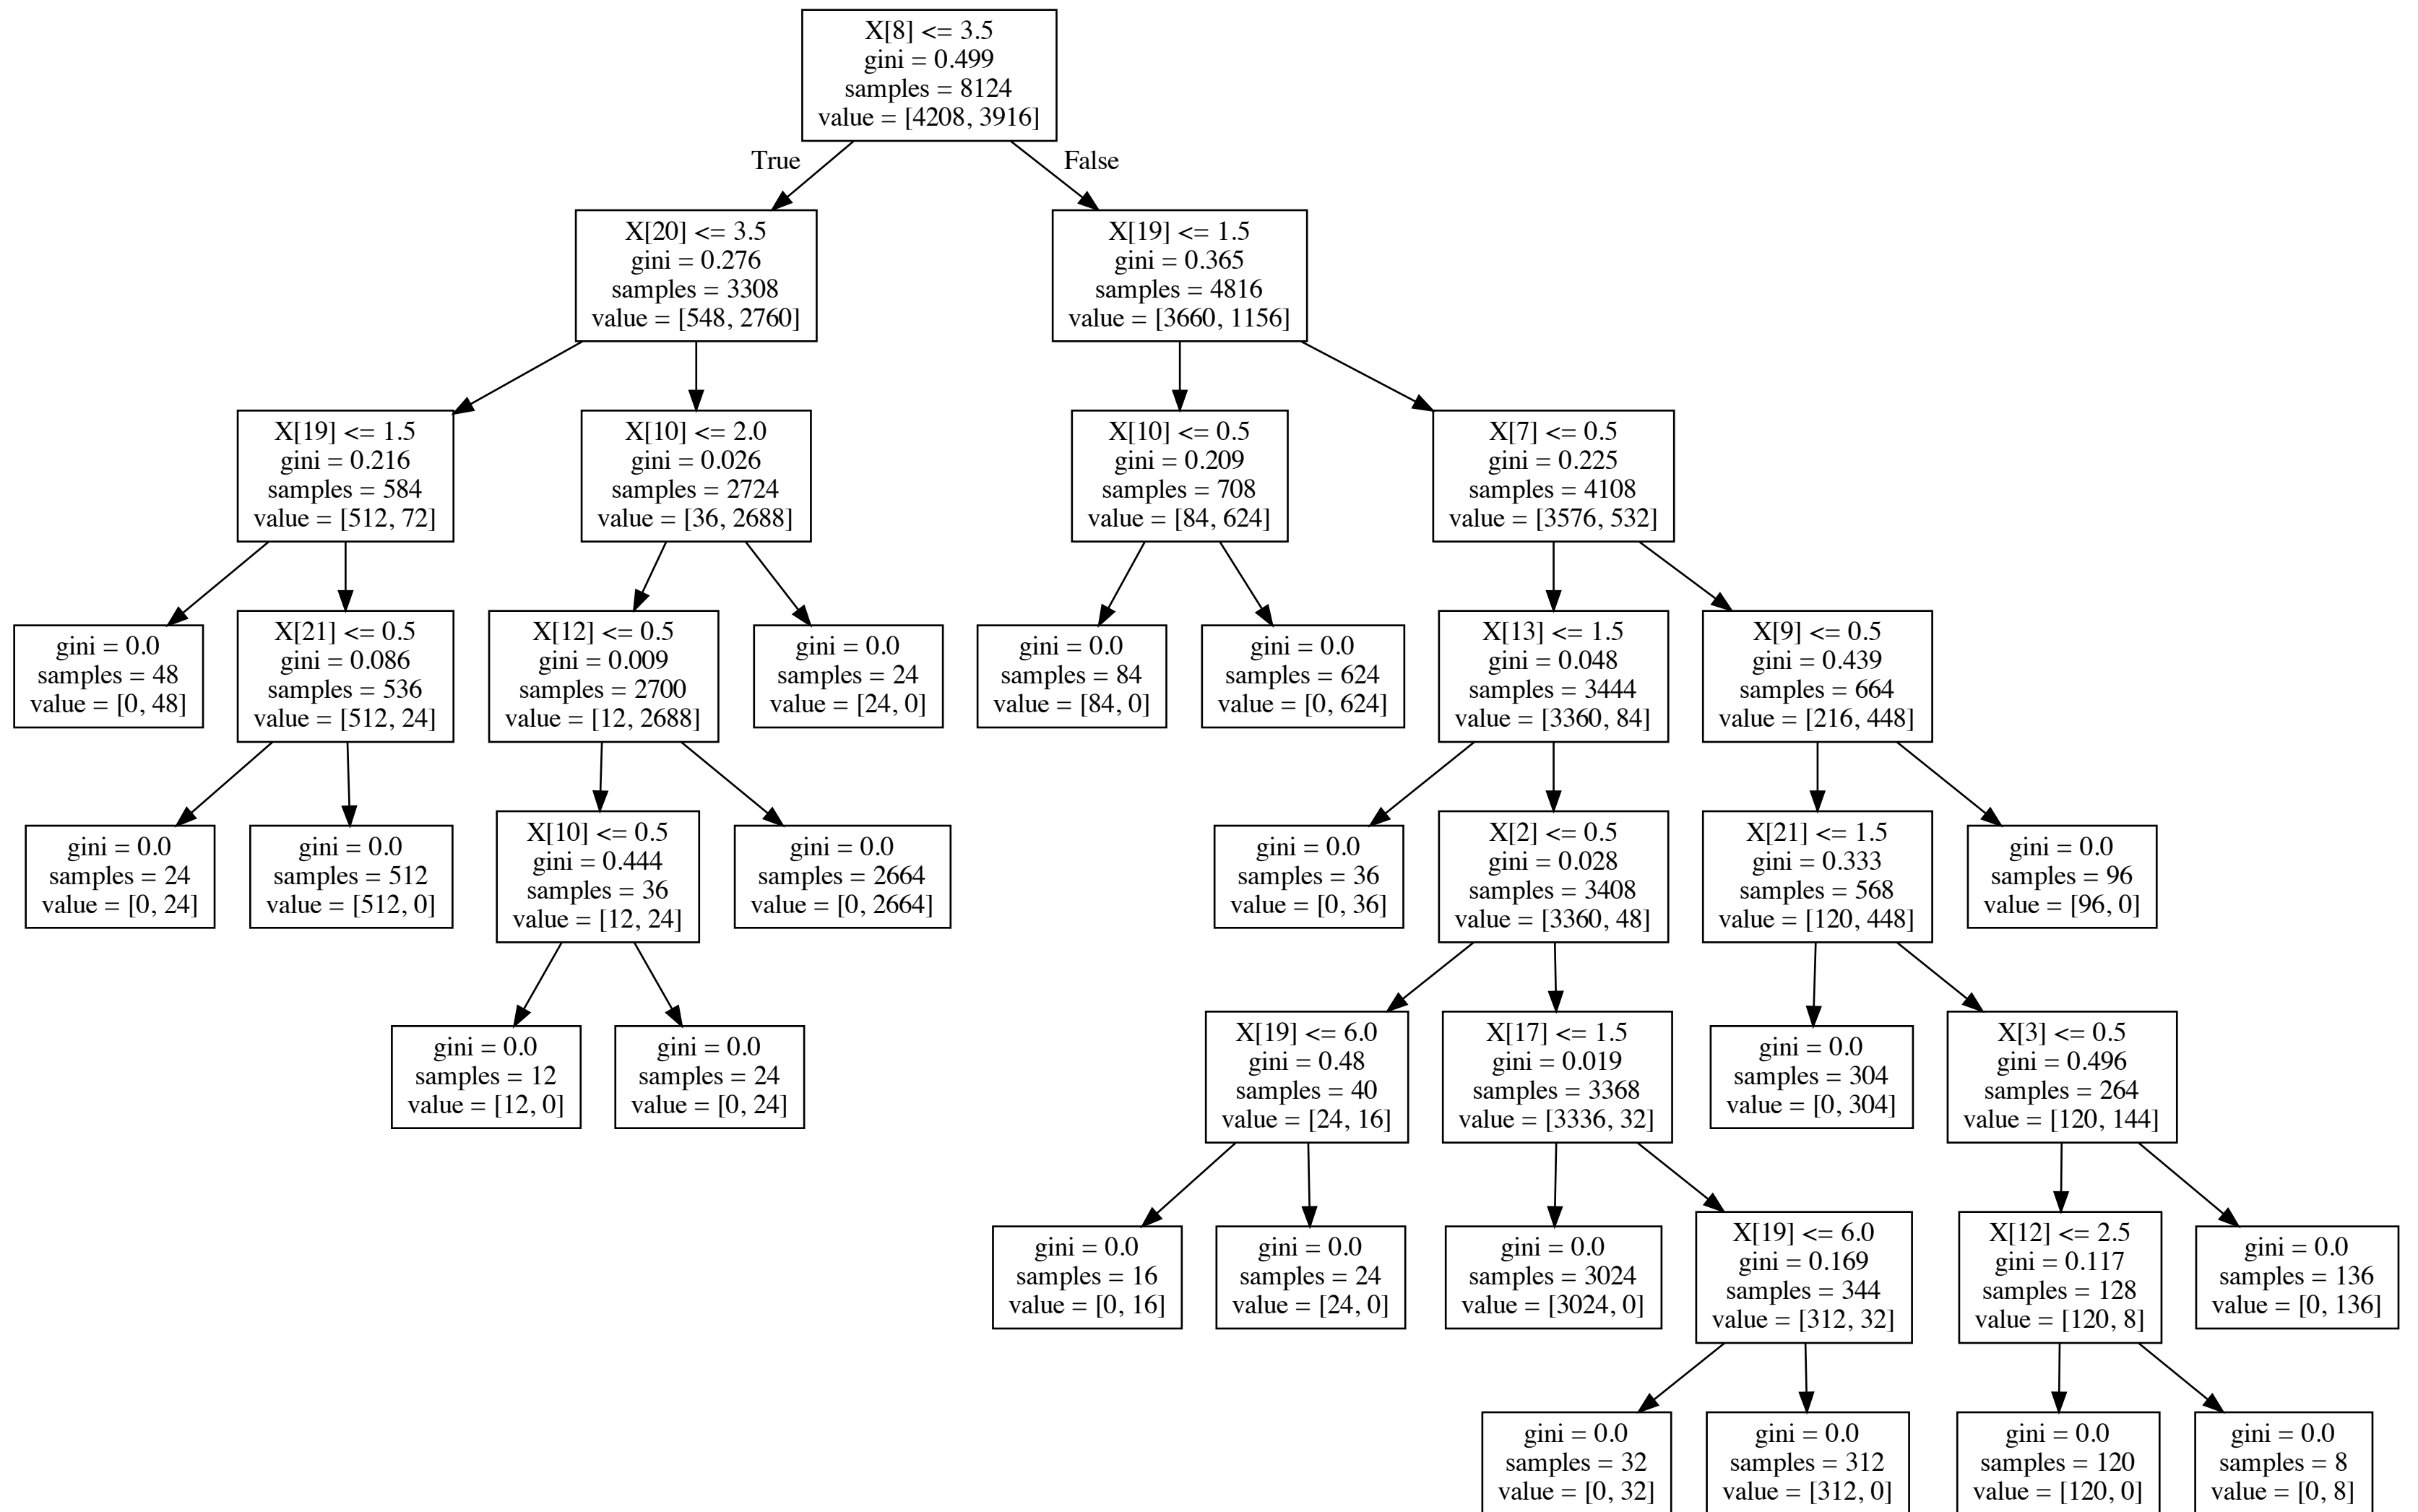 X[8] <= 3.5
gini = 0.499
samples = 8124
value = [4208, 3916]
True
False
X[20] <= 3.5
gini = 0.276
samples = 3308
value = [548, 2760]
X[19] <= 1.5
gini = 0.365
samples = 4816
value = [3660, 1156]
X[19] <= 1.5
gini = 0.216
samples = 584
value = [512, 72]
X[10] <= 2.0
gini = 0.026
samples = 2724
value = [36, 2688]
X[10] <= 0.5
gini = 0.209
samples = 708
value = [84, 624]
X[7] <= 0.5
gini = 0.225
samples = 4108
value = [3576, 532]
gini = 0.0
samples = 48
value = [0, 48]
X[21] <= 0.5
gini = 0.086
samples = 536
value = [512, 24]
X[12] <= 0.5
gini = 0.009
samples = 2700
value = [12, 2688]
gini = 0.0
samples = 24
value = [24, 0]
gini = 0.0
samples = 84
value = [84, 0]
gini = 0.0
samples = 624
value = [0, 624]
X[13] <= 1.5
gini = 0.048
samples = 3444
value = [3360, 84]
X[9] <= 0.5
gini = 0.439
samples = 664
value = [216, 448]
gini = 0.0
samples = 24
value = [0, 24]
gini = 0.0
samples = 512
value = [512, 0]
X[10] <= 0.5
gini = 0.444
samples = 36
value = [12, 24]
gini = 0.0
samples = 2664
value = [0, 2664]
gini = 0.0
samples = 36
value = [0, 36]
X[2] <= 0.5
gini = 0.028
samples = 3408
value = [3360, 48]
X[21] <= 1.5
gini = 0.333
samples = 568
value = [120, 448]
gini = 0.0
samples = 96
value = [96, 0]
gini = 0.0
samples = 12
value = [12, 0]
gini = 0.0
samples = 24
value = [0, 24]
X[19] <= 6.0
gini = 0.48
samples = 40
value = [24, 16]
X[17] <= 1.5
gini = 0.019
samples = 3368
value = [3336, 32]
gini = 0.0
samples = 304
value = [0, 304]
X[3] <= 0.5
gini = 0.496
samples = 264
value = [120, 144]
gini = 0.0
samples = 16
value = [0, 16]
gini = 0.0
samples = 24
value = [24, 0]
gini = 0.0
samples = 3024
value = [3024, 0]
X[19] <= 6.0
gini = 0.169
samples = 344
value = [312, 32]
X[12] <= 2.5
gini = 0.117
samples = 128
value = [120, 8]
gini = 0.0
samples = 136
value = [0, 136]
gini = 0.0
samples = 32
value = [0, 32]
gini = 0.0
samples = 312
value = [312, 0]
gini = 0.0
samples = 120
value = [120, 0]
gini = 0.0
samples = 8
value = [0, 8]